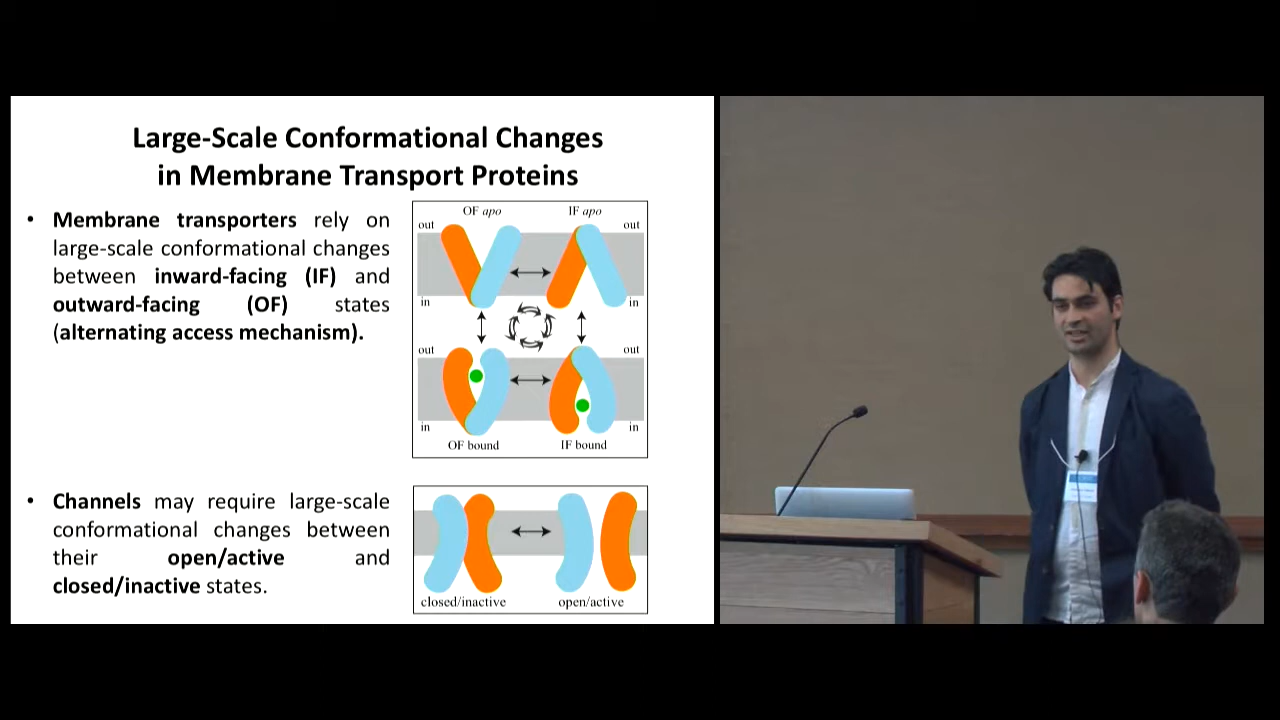 Large-Scale Conformational Changes
in Membrane Transport Proteins
• Membrane transporters rely on
large-scale conformational changes
between inward-facing (IF) and
outward-facing (OF) states
(alternating access mechanism).
OF apo IF apo
out out
in in
out out
in in
OF bound IF bound
• Channels may require large-scale
conformational changes between
their open/active and
closed/inactive states.
closed/inactive open/active